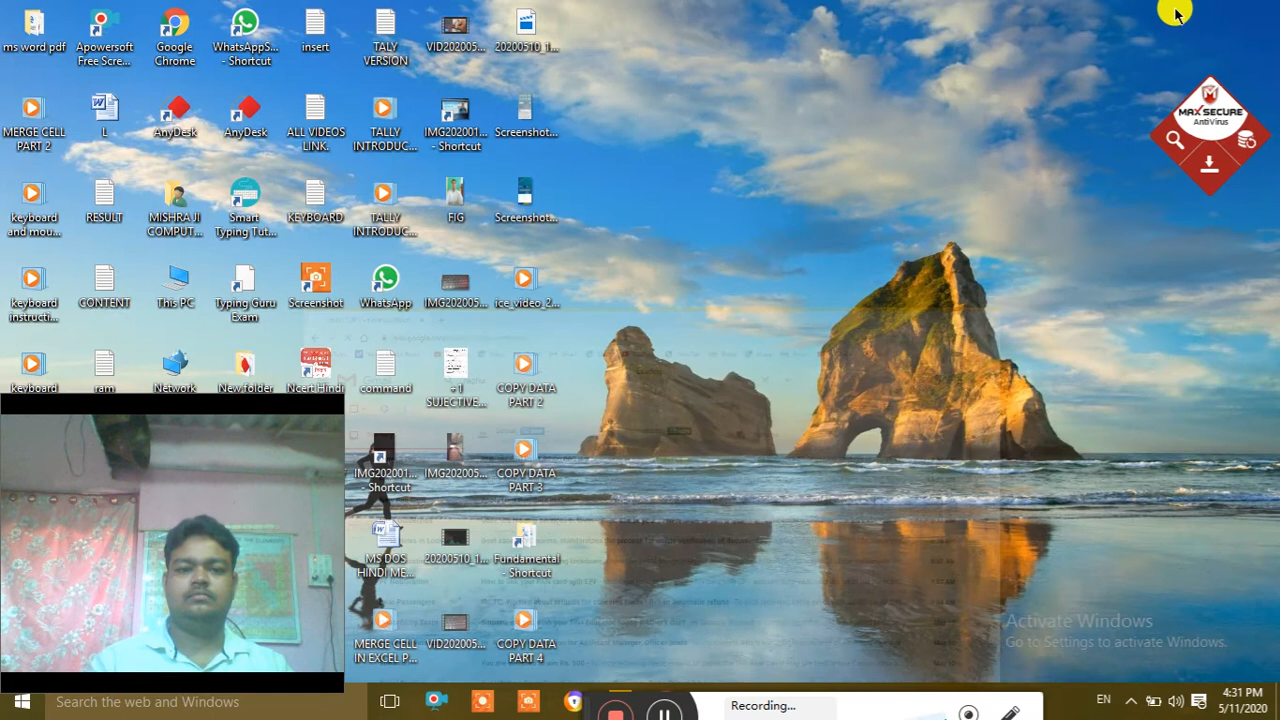 ms word pdf
Apowersoft
Free Scre...
Google
Chrome
WhatsAppS...
- Shortcut
insert
TALY
VERSION
VID202005...
20200510_1...
MERGE CELL
PART 2
L
AnyDesk
AnyDesk
ALL VIDEOS
LINK.
TALLY
INTRODUC...
IMG202001...
- Shortcut
Screenshot...
MAX SECURE
AntiVirus
keyboard
and mou...
RESULT
MISHRA JI
COMPUT...
Smart
Typing Tut...
KEYBOARD
TALLY
INTRODUC...
FIG
Screenshot...
keyboard
instructi...
CONTENT
This PC
Typing Guru
Exam
Screenshot
WhatsApp
IMG202005...
ice_video_2...
keyboard
ram
Network
New folder
Ncert Hindi
command
+1
SUJECTIVE...
COPY DATA
PART 2
IMG202001...
- Shortcut
IMG202005...
COPY DATA
PART 3
MS DOS
HINDI ME...
20200510_1...
Fundamental
- Shortcut
MERGE CELL
IN EXCEL P...
VID202005...
COPY DATA
PART 4
Activate Windows
Go to Settings to activate Windows.
Search the web and Windows
Recording...
EN
4:31 PM
5/11/2020